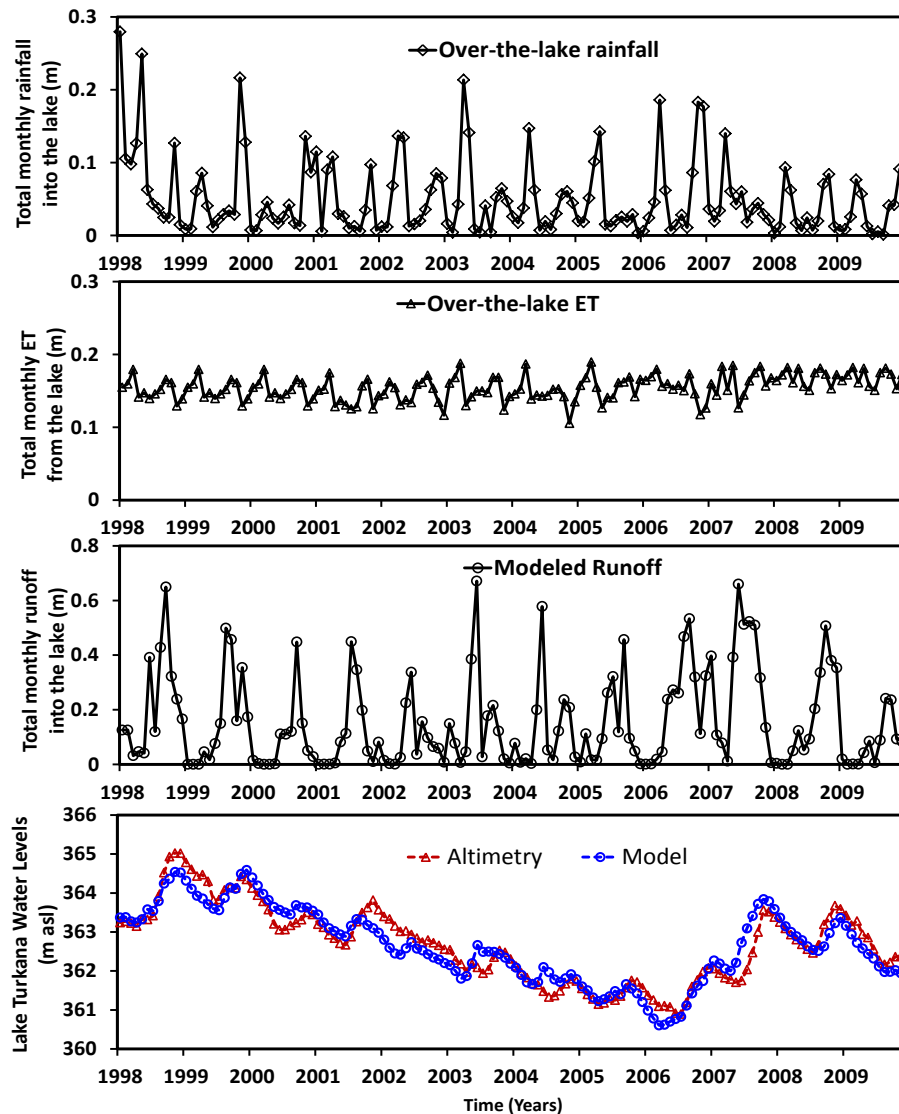 Total monthly rainfall
into the lake (m)
0.3
0.2
0.1
0
Over-the-lake rainfall
1998 1999 2000 2001 2002 2003 2004 2005 2006 2007 2008 2009
Total monthly ET
from the lake (m)
0.3
0.2
0.1
0
Over-the-lake ET
1998 1999 2000 2001 2002 2003 2004 2005 2006 2007 2008 2009
Total monthly runoff
into the lake (m)
0.8
0.6
0.4
0.2
0
Modeled Runoff
1998 1999 2000 2001 2002 2003 2004 2005 2006 2007 2008 2009
Lake Turkana Water Levels
(m asl)
366
365
364
363
362
361
360
Altimetry Model
1998 1999 2000 2001 2002 2003 2004 2005 2006 2007 2008 2009
Time (Years)